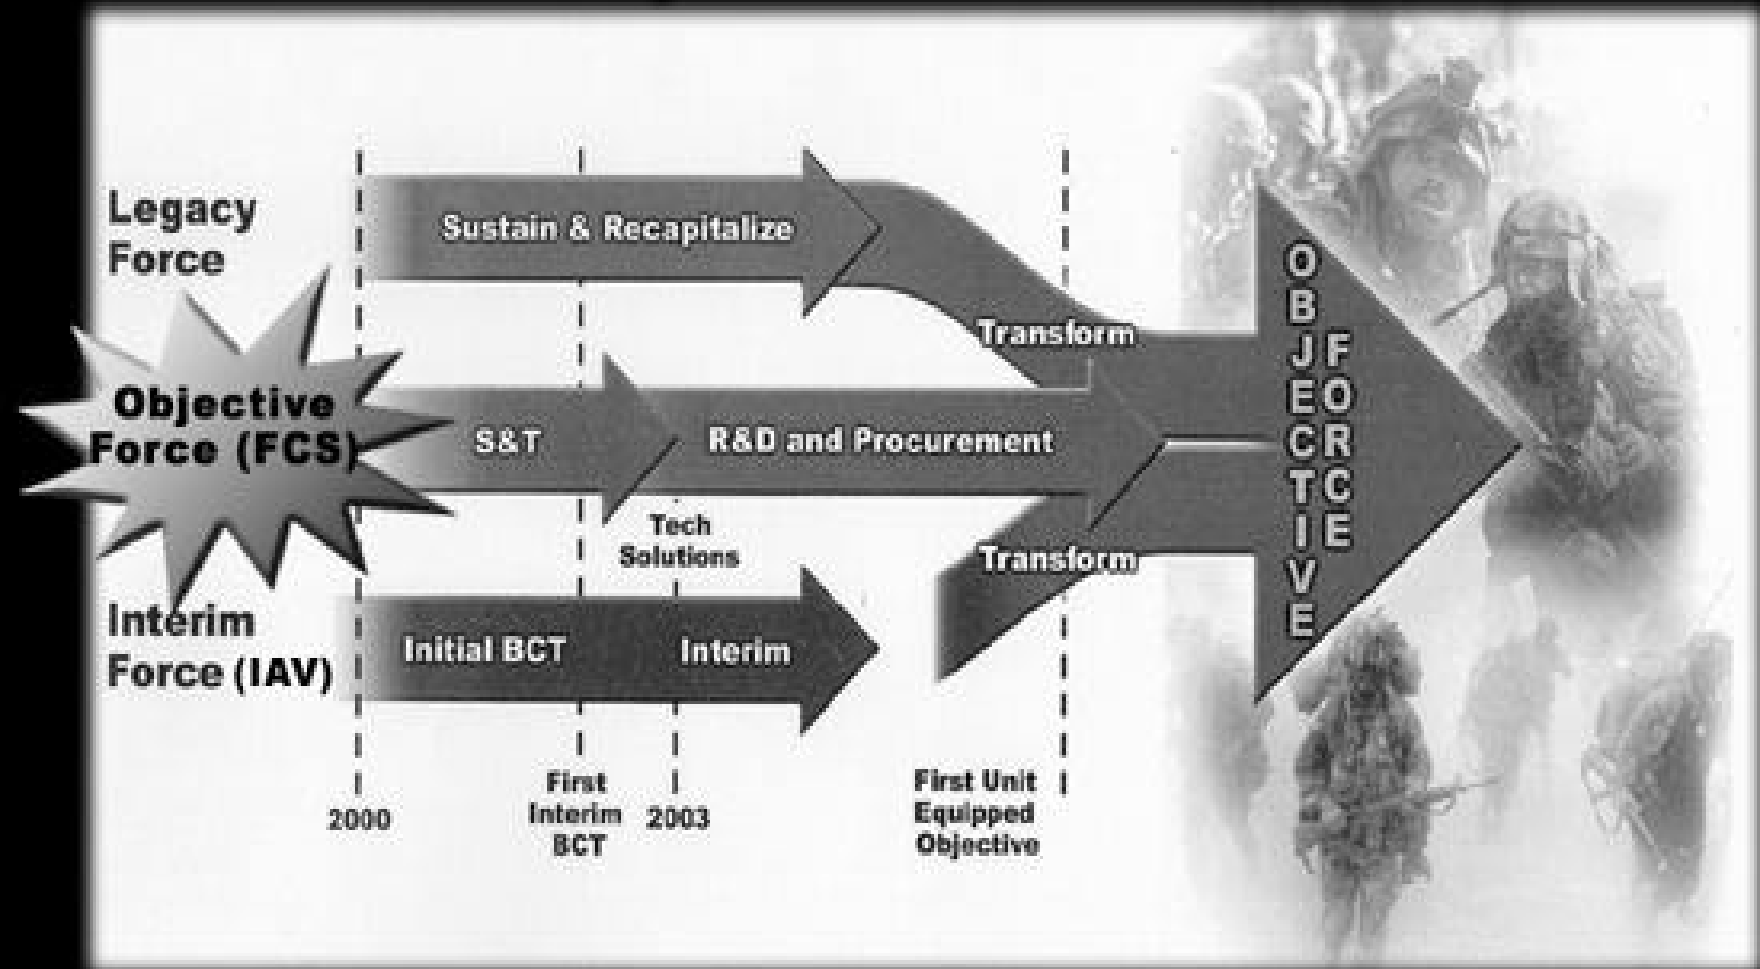 Legacy
Force
Sustain & Recapitalize
Transform
Objective
Force (FCS)
S&T
R&D and Procurement
Tech
Solutions
Transform
Interim
Force (IAV)
Initial BCT
Interim
OBJECTIVE
FORCE
2000
First
Interim
BCT
2003
First Unit
Equipped
Objective